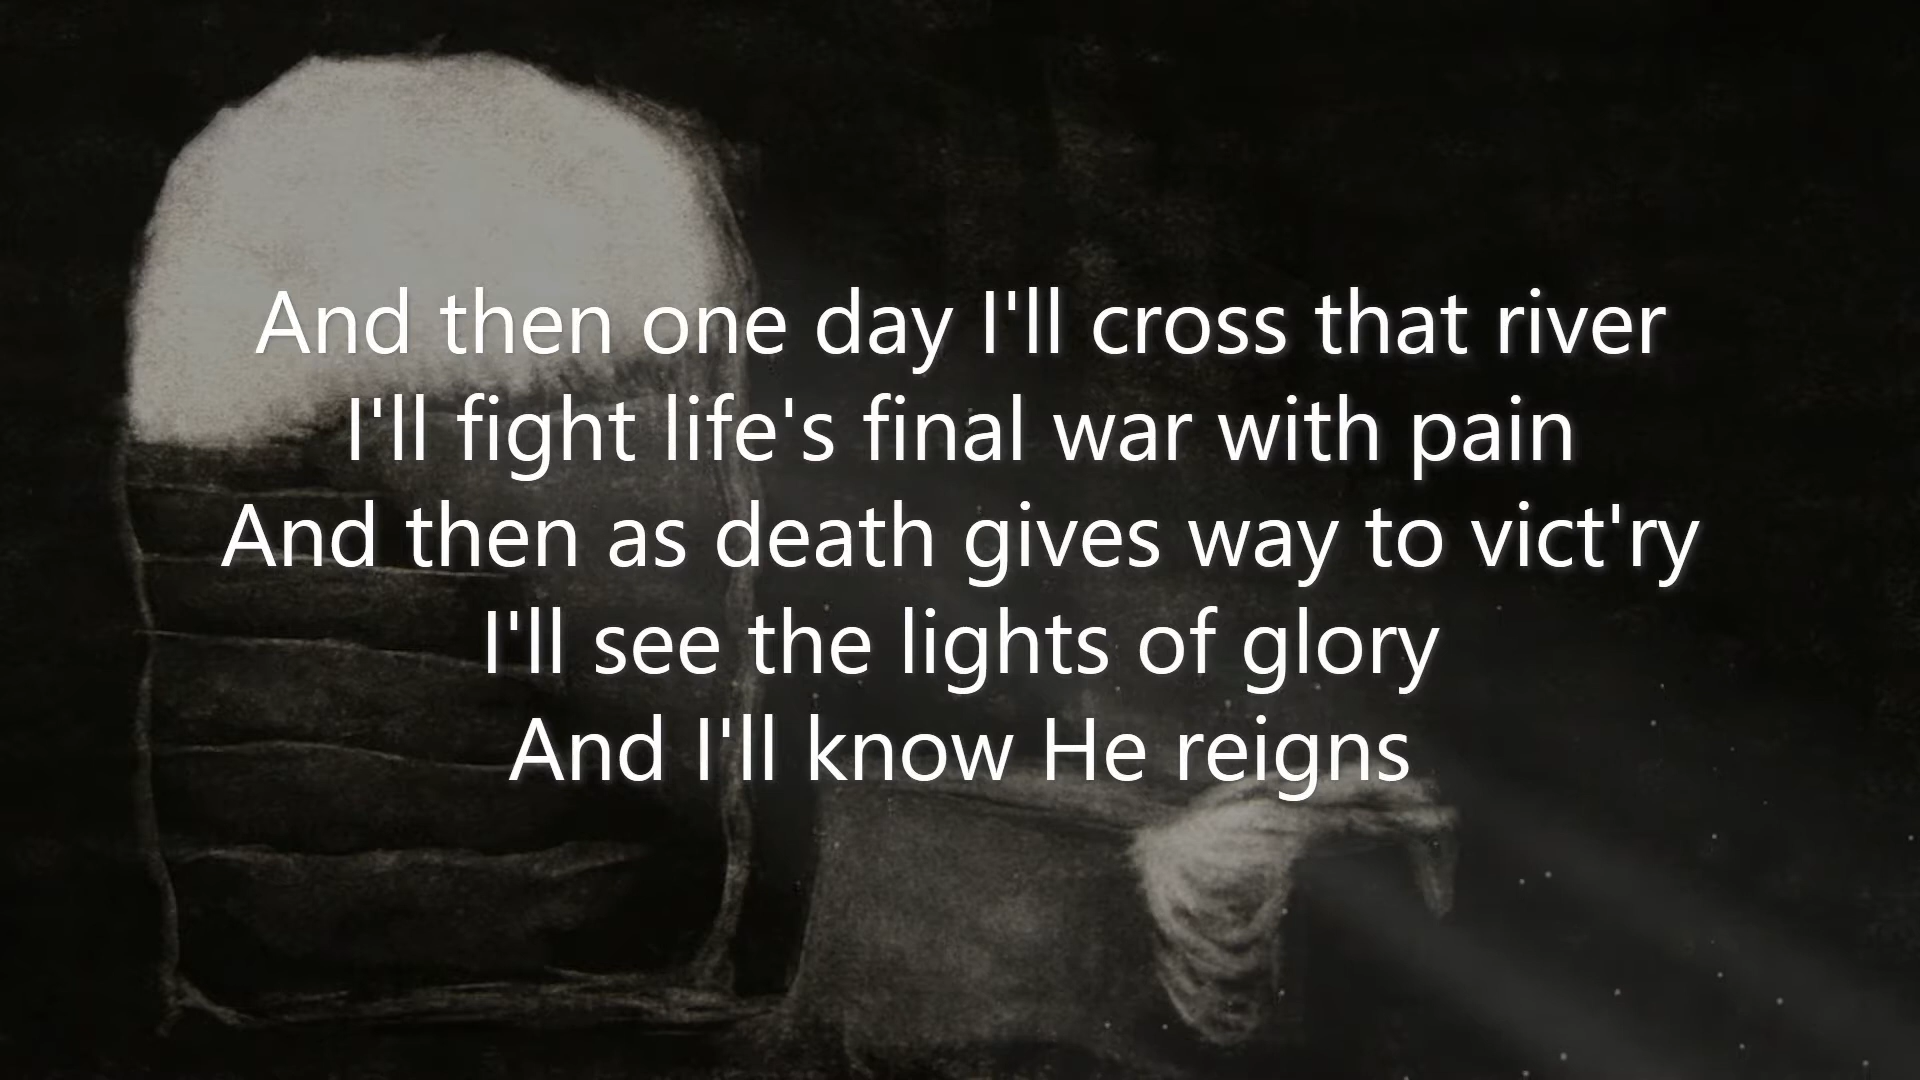 And then one day I'll cross that river
I'll fight life's final war with pain
And then as death gives way to vict'ry
I'll see the lights of glory
And I'll know He reigns